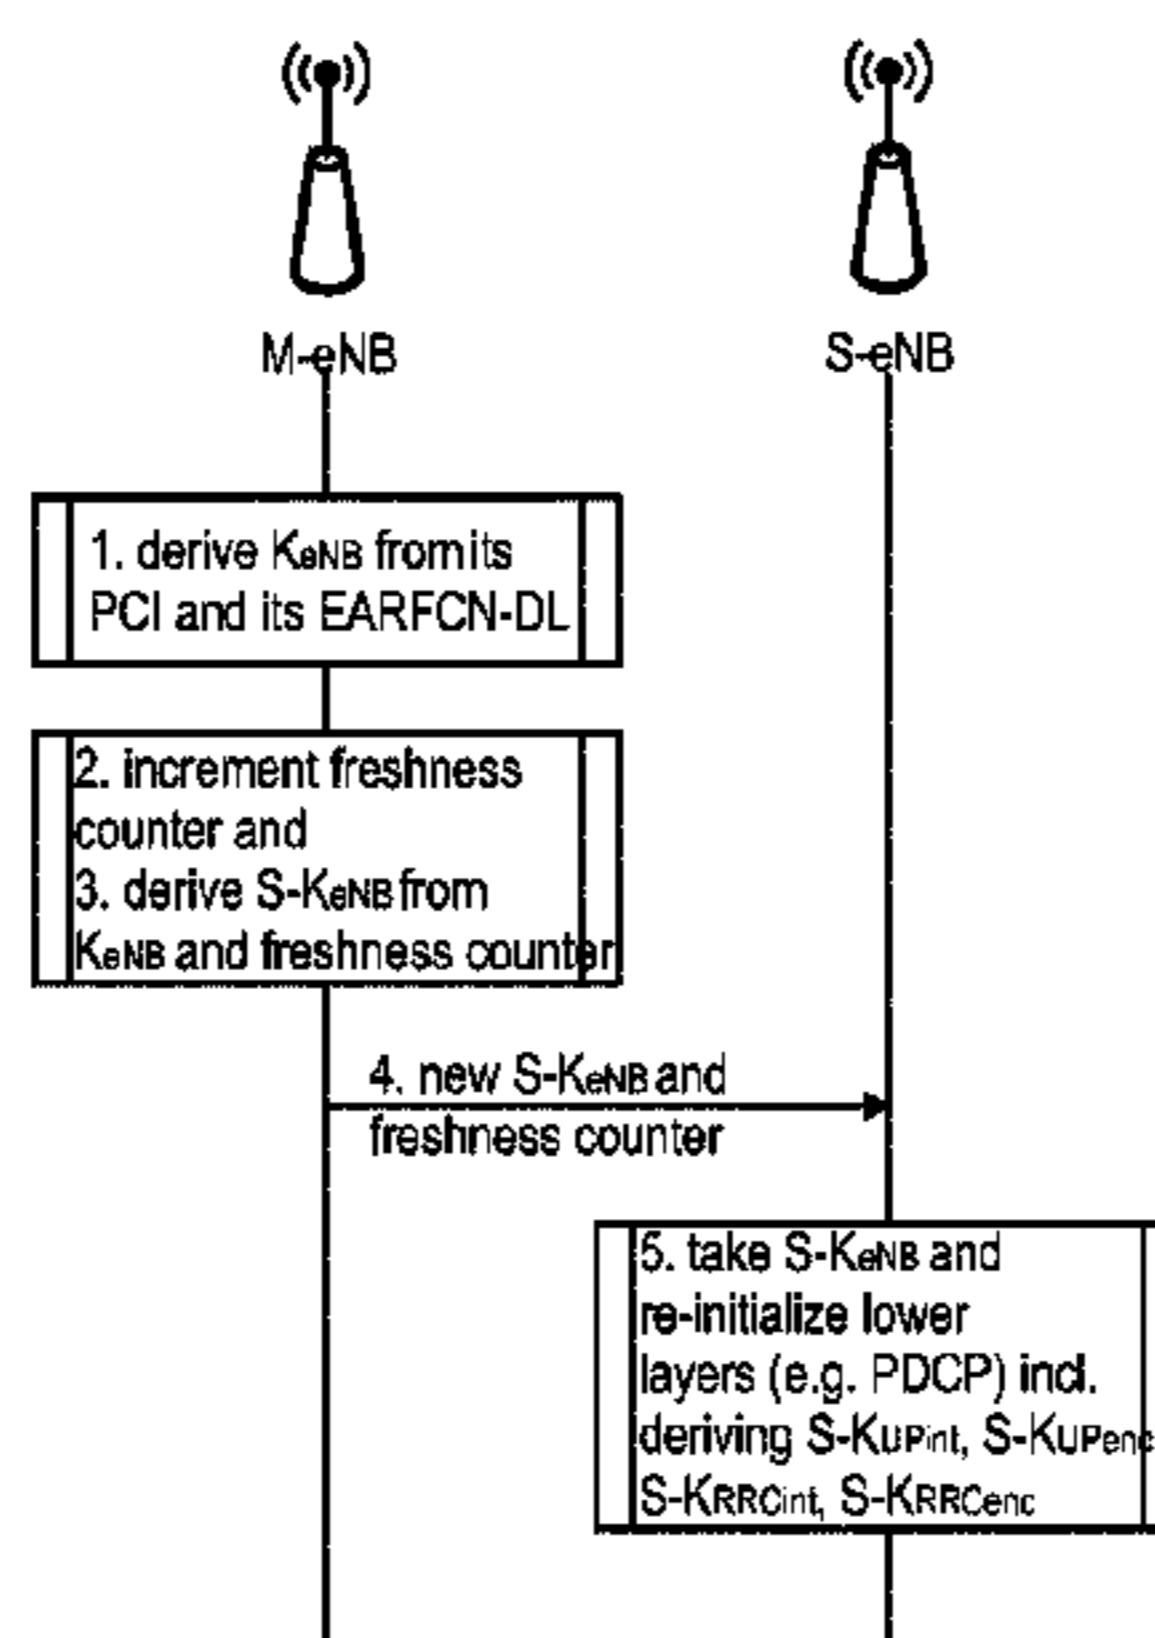 M-eNB
S-eNB
1. derive KeNB from its
PCI and its EARFCN-DL
2. increment freshness
counter and
3. derive S-KeNB from
KeNB and freshness counter
4. new S-KeNB and
freshness counter
5. take S-KeNB and
re-initialize lower
layers (e.g. PDCP) incl.
deriving S-KUPint, S-KUPenc
S-KRRCint, S-KRRCenc